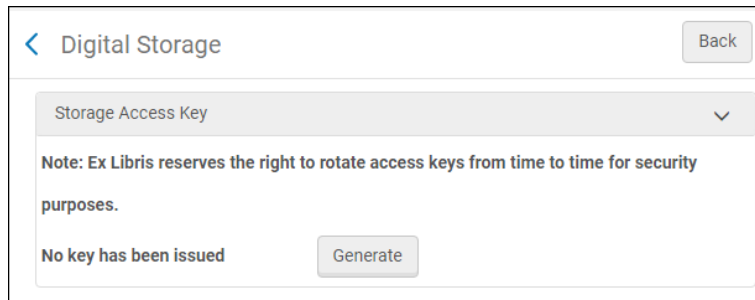 Digital Storage
Back
Storage Access Key
Note: Ex Libris reserves the right to rotate access keys from time to time for security
purposes.
No key has been issued
Generate